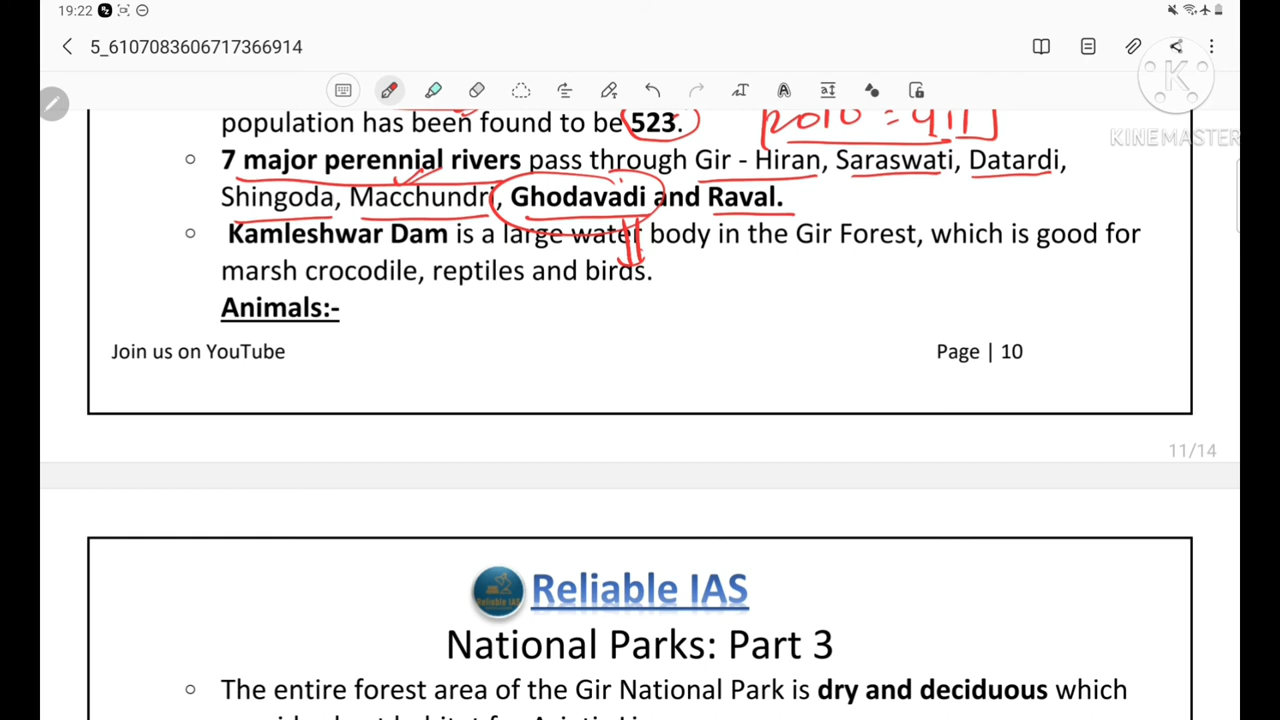 19:22
5_6107083606717366914
KINEMASTER
population has been found to be 523.
2010 = 411
7 major perennial rivers pass through Gir - Hiran, Saraswati, Datardi,
Shingoda, Macchundri, Ghodavadi and Raval.
Kamleshwar Dam is a large water body in the Gir Forest, which is good for
marsh crocodile, reptiles and birds.
Animals:-
Join us on YouTube
Page | 10
11/14
Reliable IAS
Reliable IAS
National Parks: Part 3
The entire forest area of the Gir National Park is dry and deciduous which